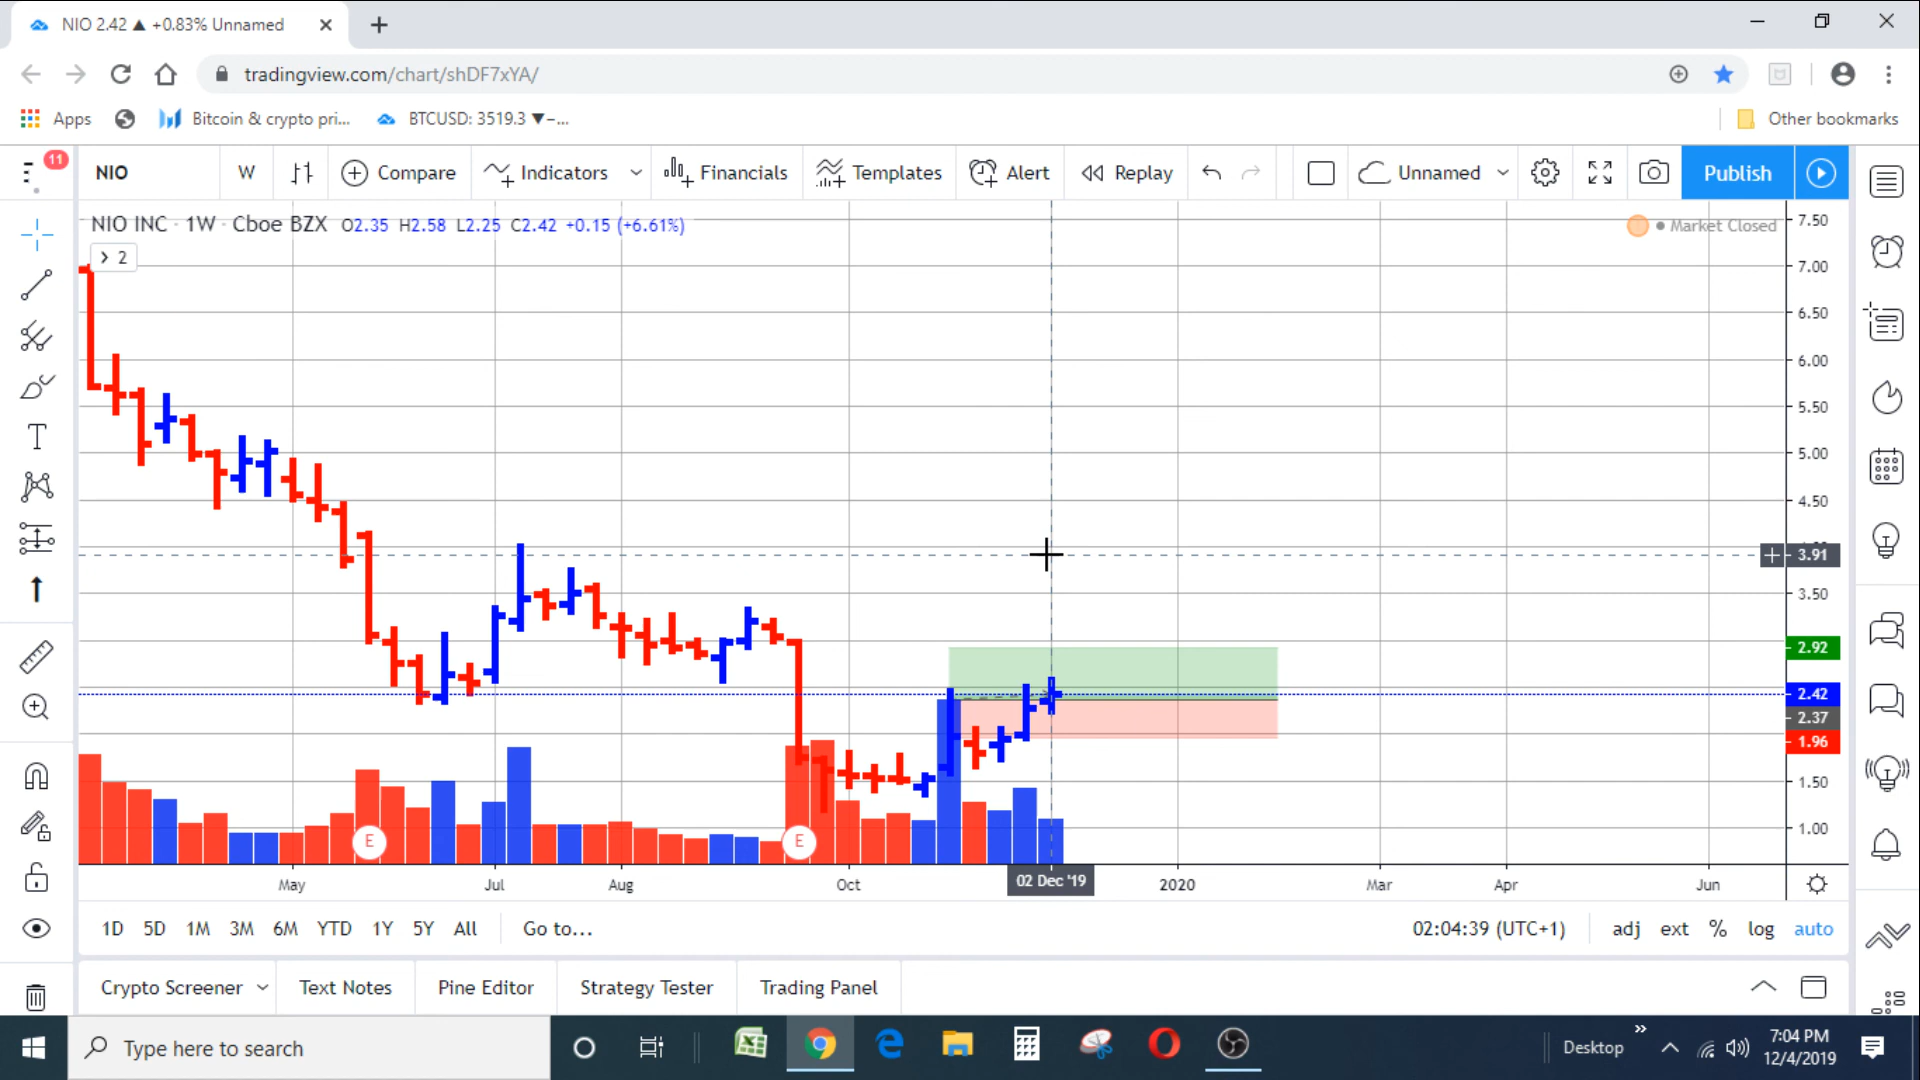 NIO 2.42 ▲ +0.83% Unnamed
tradingview.com/chart/shDF7xYA/
Apps
Bitcoin & crypto pri...
BTCUSD: 3519.3 ▼−...
Other bookmarks
11
NIO
W
Compare
Indicators
Financials
Templates
Alert
Replay
Unnamed
Publish
NIO INC · 1W · Cboe BZX O2.35 H2.58 L2.25 C2.42 +0.15 (+6.61%)
Market Closed
2
7.50
7.00
6.50
6.00
5.50
5.00
4.50
3.91
3.50
2.92
2.42
2.37
1.96
1.50
1.00
E
E
May
Jul
Aug
Oct
02 Dec '19
2020
Mar
Apr
Jun
1D 5D 1M 3M 6M YTD 1Y 5Y All
Go to...
02:04:39 (UTC+1)
adj ext % log auto
Crypto Screener
Text Notes
Pine Editor
Strategy Tester
Trading Panel
Type here to search
Desktop
7:04 PM
12/4/2019